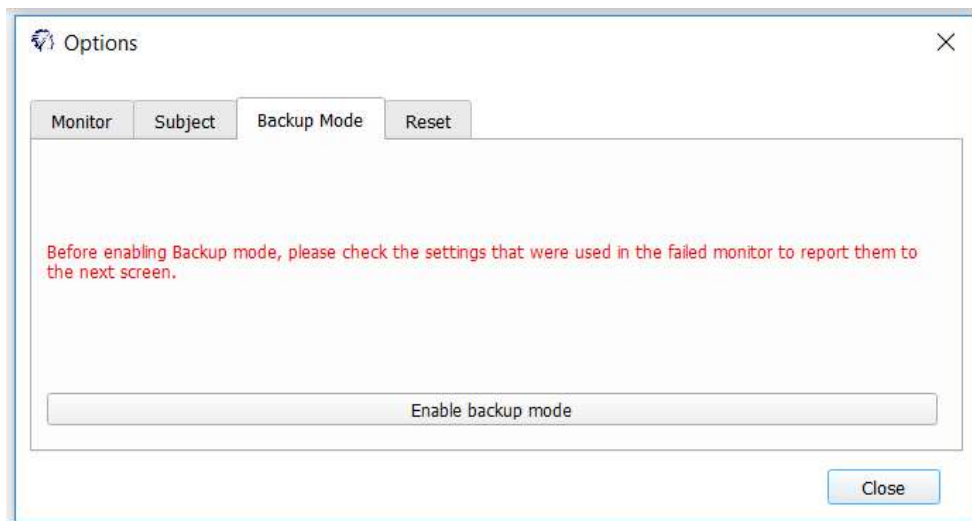 Options
Monitor
Subject
Backup Mode
Reset
Before enabling Backup mode, please check the settings that were used in the failed monitor to report them to
the next screen.
Enable backup mode
Close